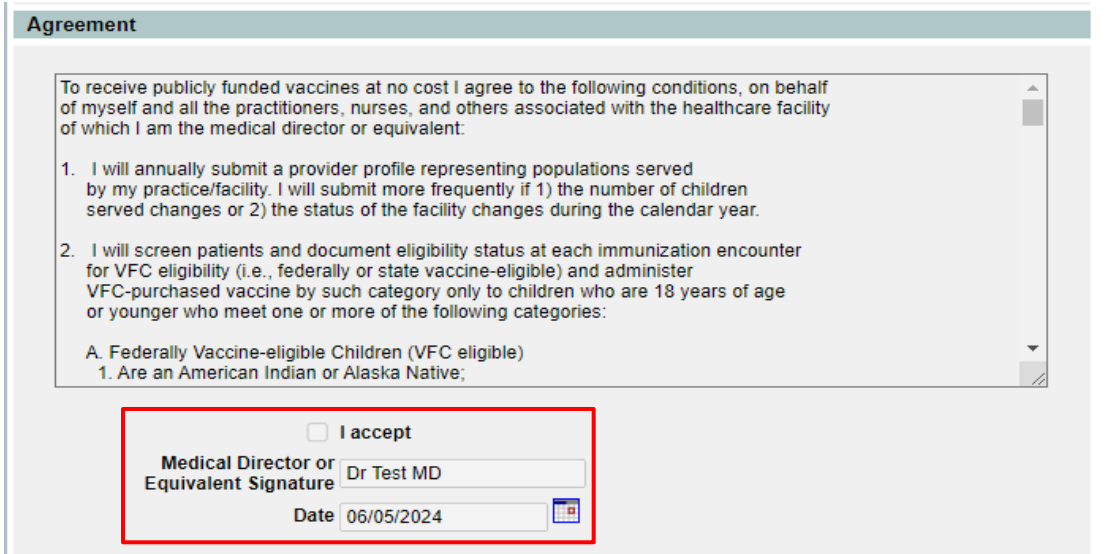 Agreement
To receive publicly funded vaccines at no cost I agree to the following conditions, on behalf
of myself and all the practitioners, nurses, and others associated with the healthcare facility
of which I am the medical director or equivalent:
1. I will annually submit a provider profile representing populations served
by my practice/facility. I will submit more frequently if 1) the number of children
served changes or 2) the status of the facility changes during the calendar year.
2. I will screen patients and document eligibility status at each immunization encounter
for VFC eligibility (i.e., federally or state vaccine-eligible) and administer
VFC-purchased vaccine by such category only to children who are 18 years of age
or younger who meet one or more of the following categories:
A. Federally Vaccine-eligible Children (VFC eligible)
1. Are an American Indian or Alaska Native;
I accept
Medical Director or
Equivalent Signature Dr Test MD
Date 06/05/2024